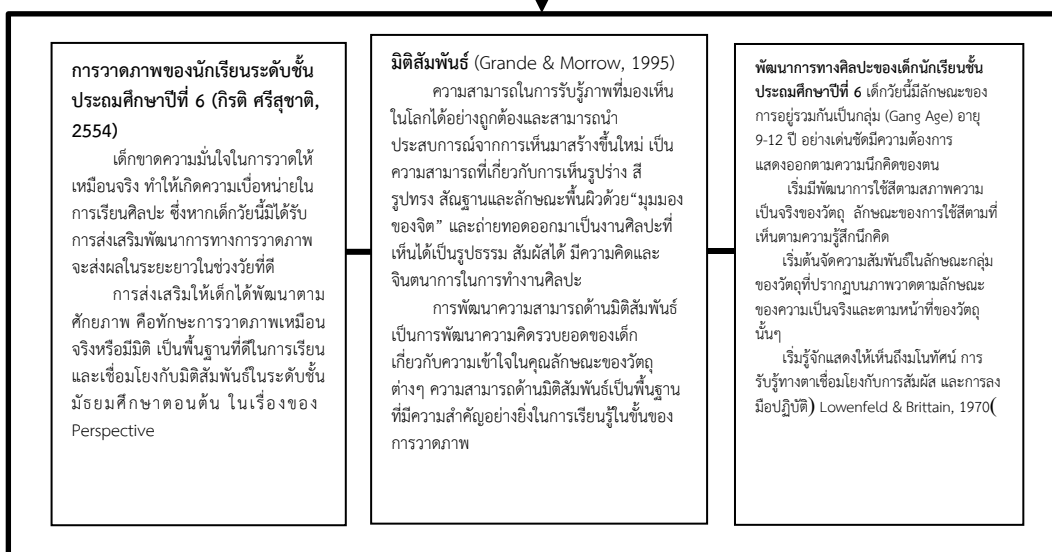 การวาดภาพของนักเรียนระดับชั้น
ประถมศึกษาปีที่ 6 (กิรติ ศรีสุชาติ,
2554)
เด็กขาดความมั่นใจในการวาดให้
เหมือนจริง ทำให้เกิดความเบื่อหน่ายใน
การเรียนศิลปะ ซึ่งหากเด็กวัยนี้มิได้รับ
การส่งเสริมพัฒนาการทางการวาดภาพ
จะส่งผลในระยะยาวในช่วงวัยที่ดี
การส่งเสริมให้เด็กได้พัฒนาตาม
ศักยภาพ คือทักษะการวาดภาพเหมือน
จริงหรือมีมิติ เป็นพื้นฐานที่ดีในการเรียน
และเชื่อมโยงกับมิติสัมพันธ์ในระดับชั้น
มัธยมศึกษาตอนต้น ในเรื่องของ
Perspective
มิติสัมพันธ์ (Grande & Morrow, 1995)
ความสามารถในการรับรู้ภาพที่มองเห็น
ในโลกได้อย่างถูกต้องและสามารถนำ
ประสบการณ์จากการเห็นมาสร้างขึ้นใหม่ เป็น
ความสามารถที่เกี่ยวกับการเห็นรูปร่าง สี
รูปทรง สัณฐานและลักษณะพื้นผิวด้วย“มุมมอง
ของจิต” และถ่ายทอดออกมาเป็นงานศิลปะที่
เห็นได้เป็นรูปธรรม สัมผัสได้ มีความคิดและ
จินตนาการในการทำงานศิลปะ
การพัฒนาความสามารถด้านมิติสัมพันธ์
เป็นการพัฒนาความคิดรวบยอดของเด็ก
เกี่ยวกับความเข้าใจในคุณลักษณะของวัตถุ
ต่างๆ ความสามารถด้านมิติสัมพันธ์เป็นพื้นฐาน
ที่มีความสำคัญอย่างยิ่งในการเรียนรู้ในขั้นของ
การวาดภาพ
พัฒนาการทางศิลปะของเด็กนักเรียนชั้น
ประถมศึกษาปีที่ 6 เด็กวัยนี้มีลักษณะของ
การอยู่รวมกันเป็นกลุ่ม (Gang Age) อายุ
9-12 ปี อย่างเด่นชัดมีความต้องการ
แสดงออกตามความนึกคิดของตน
เริ่มมีพัฒนาการใช้สีตามสภาพความ
เป็นจริงของวัตถุ ลักษณะของการใช้สีตามที่
เห็นตามความรู้สึกนึกคิด
เริ่มต้นจัดความสัมพันธ์ในลักษณะกลุ่ม
ของวัตถุที่ปรากฏบนภาพวาดตามลักษณะ
ของความเป็นจริงและตามหน้าที่ของวัตถุ
นั้นๆ
เริ่มรู้จักแสดงให้เห็นถึงมโนทัศน์ การ
รับรู้ทางตาเชื่อมโยงกับการสัมผัส และการลง
มือปฏิบัติ) Lowenfeld & Brittain, 1970(